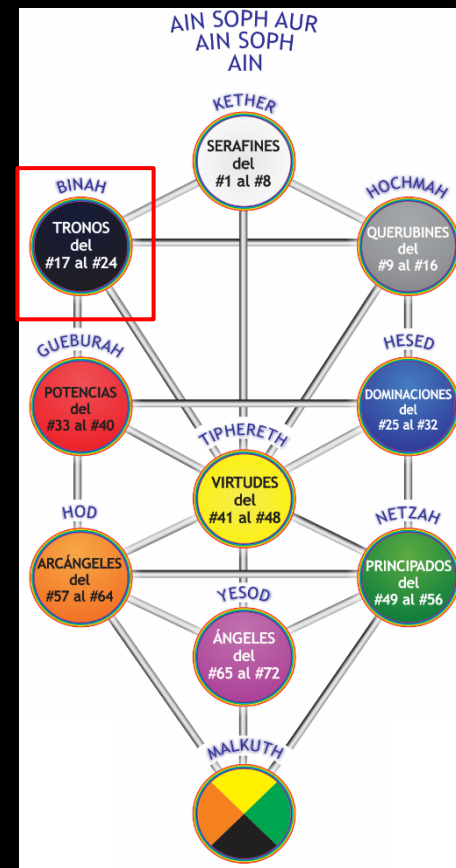 AIN SOPH AUR
AIN SOPH
AIN
KETHER
SERAFINES
del
#1 al #8
BINAH
TRONOS
del
#17 al #24
HOCHMAH
QUERUBINES
del
#9 al #16
GUEBURAH
POTENCIAS
del
#33 al #40
HESED
DOMINACIONES
del
#25 al #32
TIPHERETH
VIRTUDES
del
#41 al #48
HOD
ARCÁNGELES
del
#57 al #64
NETZAH
PRINCIPADOS
del
#49 al #56
YESOD
ÁNGELES
del
#65 al #72
MALKUTH